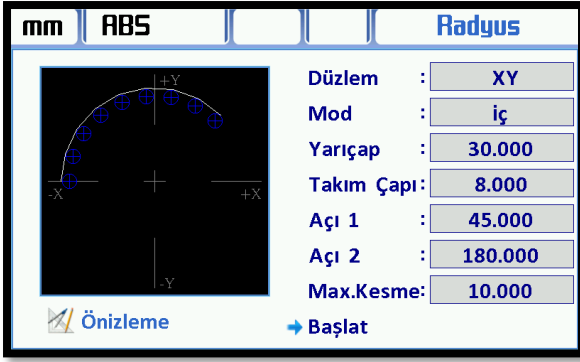 mm ABS Radyus
+Y
-X +X
-Y
Düzlem : XY
Mod : iç
Yarıçap : 30.000
Takım Çapı: 8.000
Açı 1 : 45.000
Açı 2 : 180.000
Max.Kesme: 10.000
Önizleme
Başlat